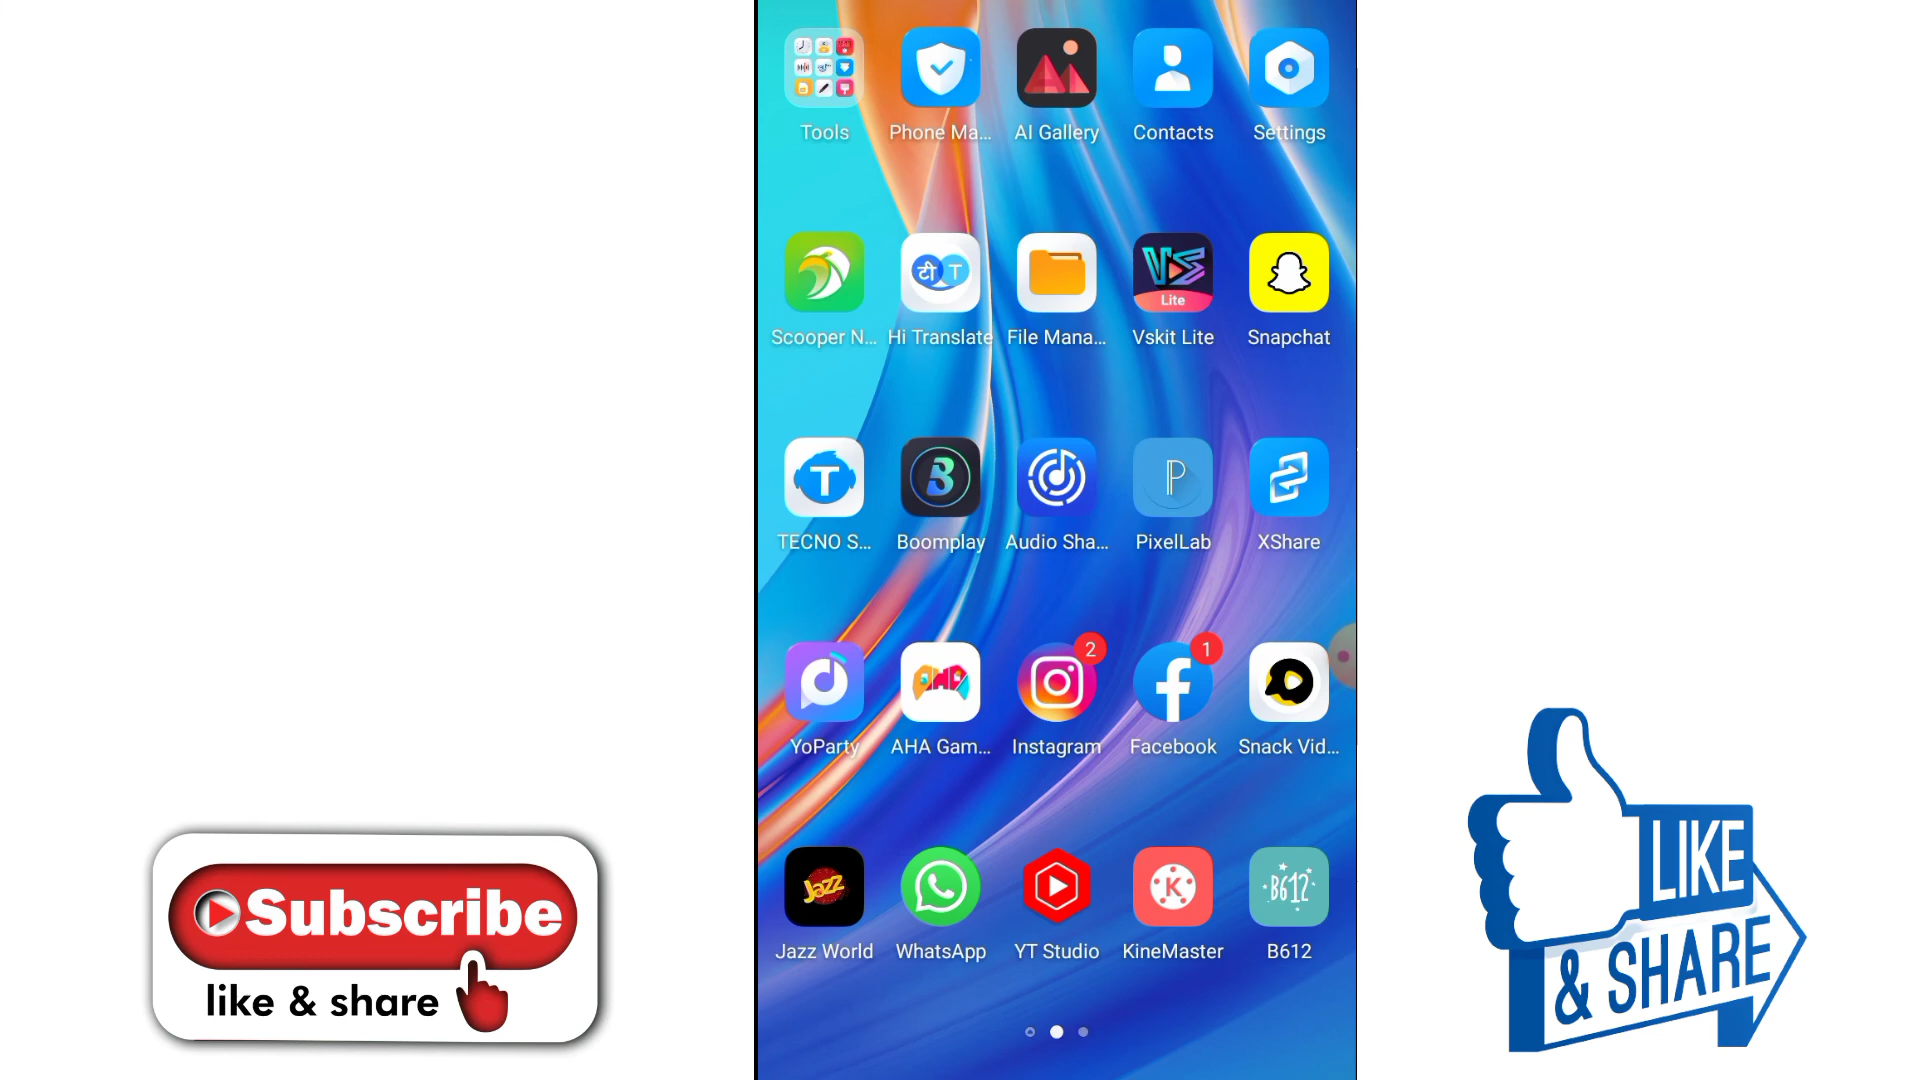 Tools Phone Ma... AI Gallery Contacts Settings
टी T VS Lite
Scooper N... Hi Translate File Mana... Vskit Lite Snapchat
T B P
TECNO S... Boomplay Audio Sha... PixelLab XShare
AHA 2 f 1
YoParty AHA Gam... Instagram Facebook Snack Vid...
Jazz K B612
Jazz World WhatsApp YT Studio KineMaster B612
Subscribe
like & share
LIKE
& SHARE